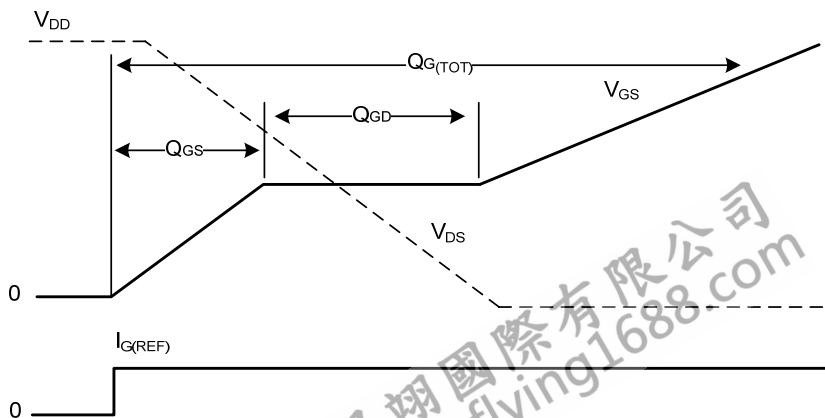 VDD
QG(TOT)
VGS
QGD
QGS
VDS
0
IG(REF)
0
翊國際有限公司
flying1688.com